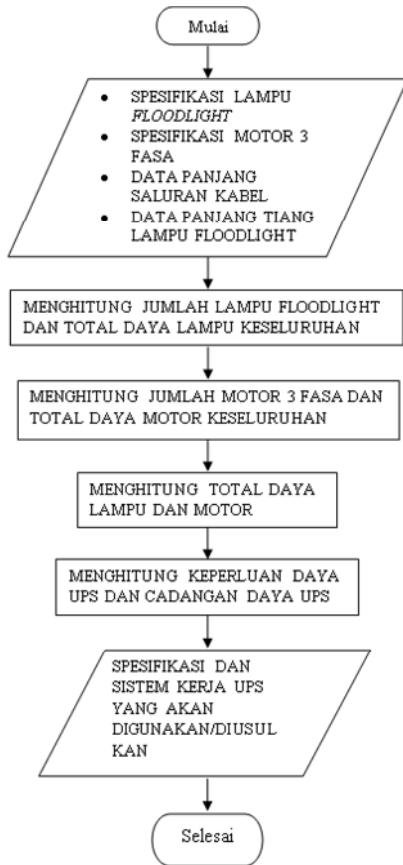 Mulai
• SPESIFIKASI LAMPU
FLOODLIGHT
• SPESIFIKASI MOTOR 3
FASA
• DATA PANJANG
SALURAN KABEL
• DATA PANJANG TIANG
LAMPU FLOODLIGHT
MENGHITUNG JUMLAH LAMPU FLOODLIGHT
DAN TOTAL DAYA LAMPU KESELURUHAN
MENGHITUNG JUMLAH MOTOR 3 FASA DAN
TOTAL DAYA MOTOR KESELURUHAN
MENGHITUNG TOTAL DAYA
LAMPU DAN MOTOR
MENGHITUNG KEPERLUAN DAYA
UPS DAN CADANGAN DAYA UPS
SPESIFIKASI DAN
SISTEM KERJA UPS
YANG AKAN
DIGUNAKAN/DIUSUL
KAN
Selesai